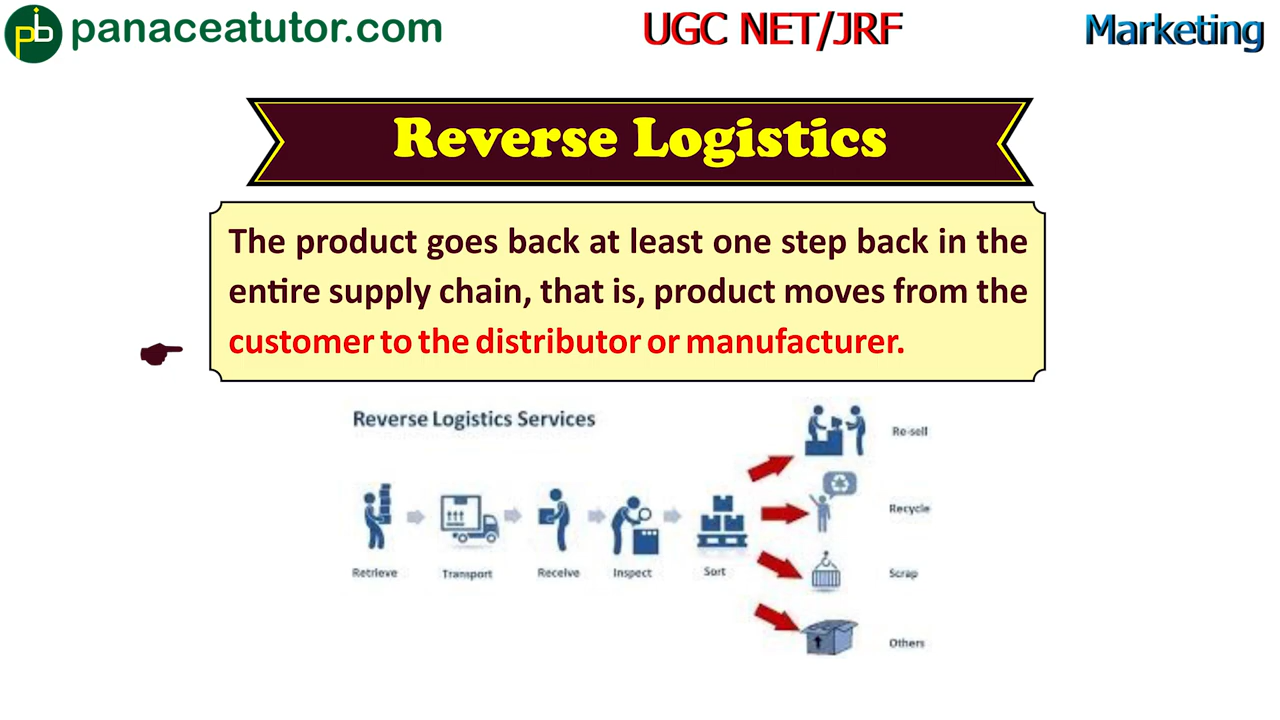 panaceatutor.com
UGC NET/JRF
Marketing
Reverse Logistics
The product goes back at least one step back in the
entire supply chain, that is, product moves from the
customer to the distributor or manufacturer.
Reverse Logistics Services
Re-sell
Recycle
Retrieve
Transport
Receive
Inspect
Sort
Scrap
Others